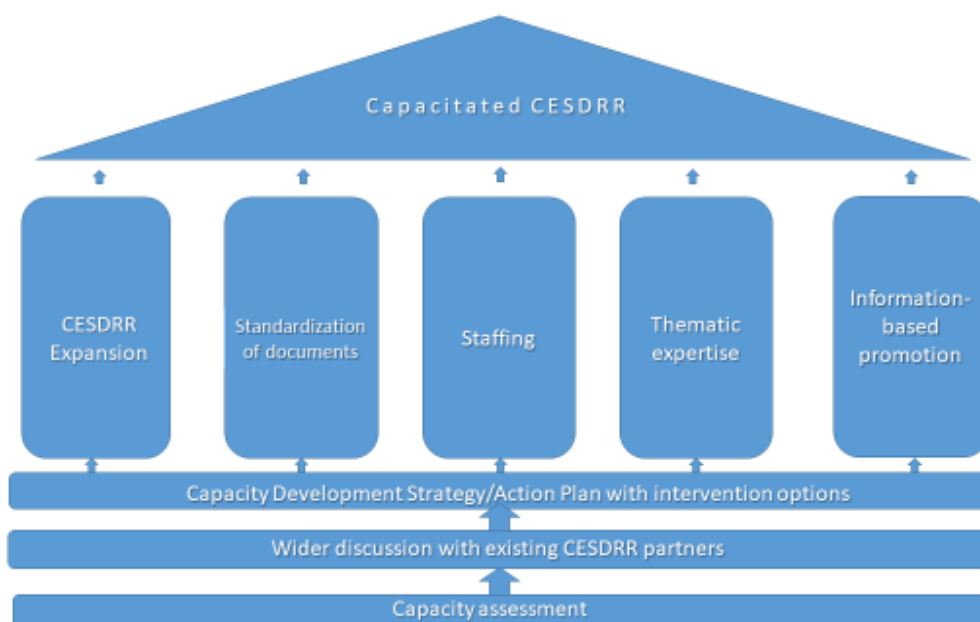 Capacitated CESDRR
CESDRR
Expansion
Standardization
of documents
Staffing
Thematic
expertise
Information-
based
promotion
Capacity Development Strategy/Action Plan with intervention options
Wider discussion with existing CESDRR partners
Capacity assessment